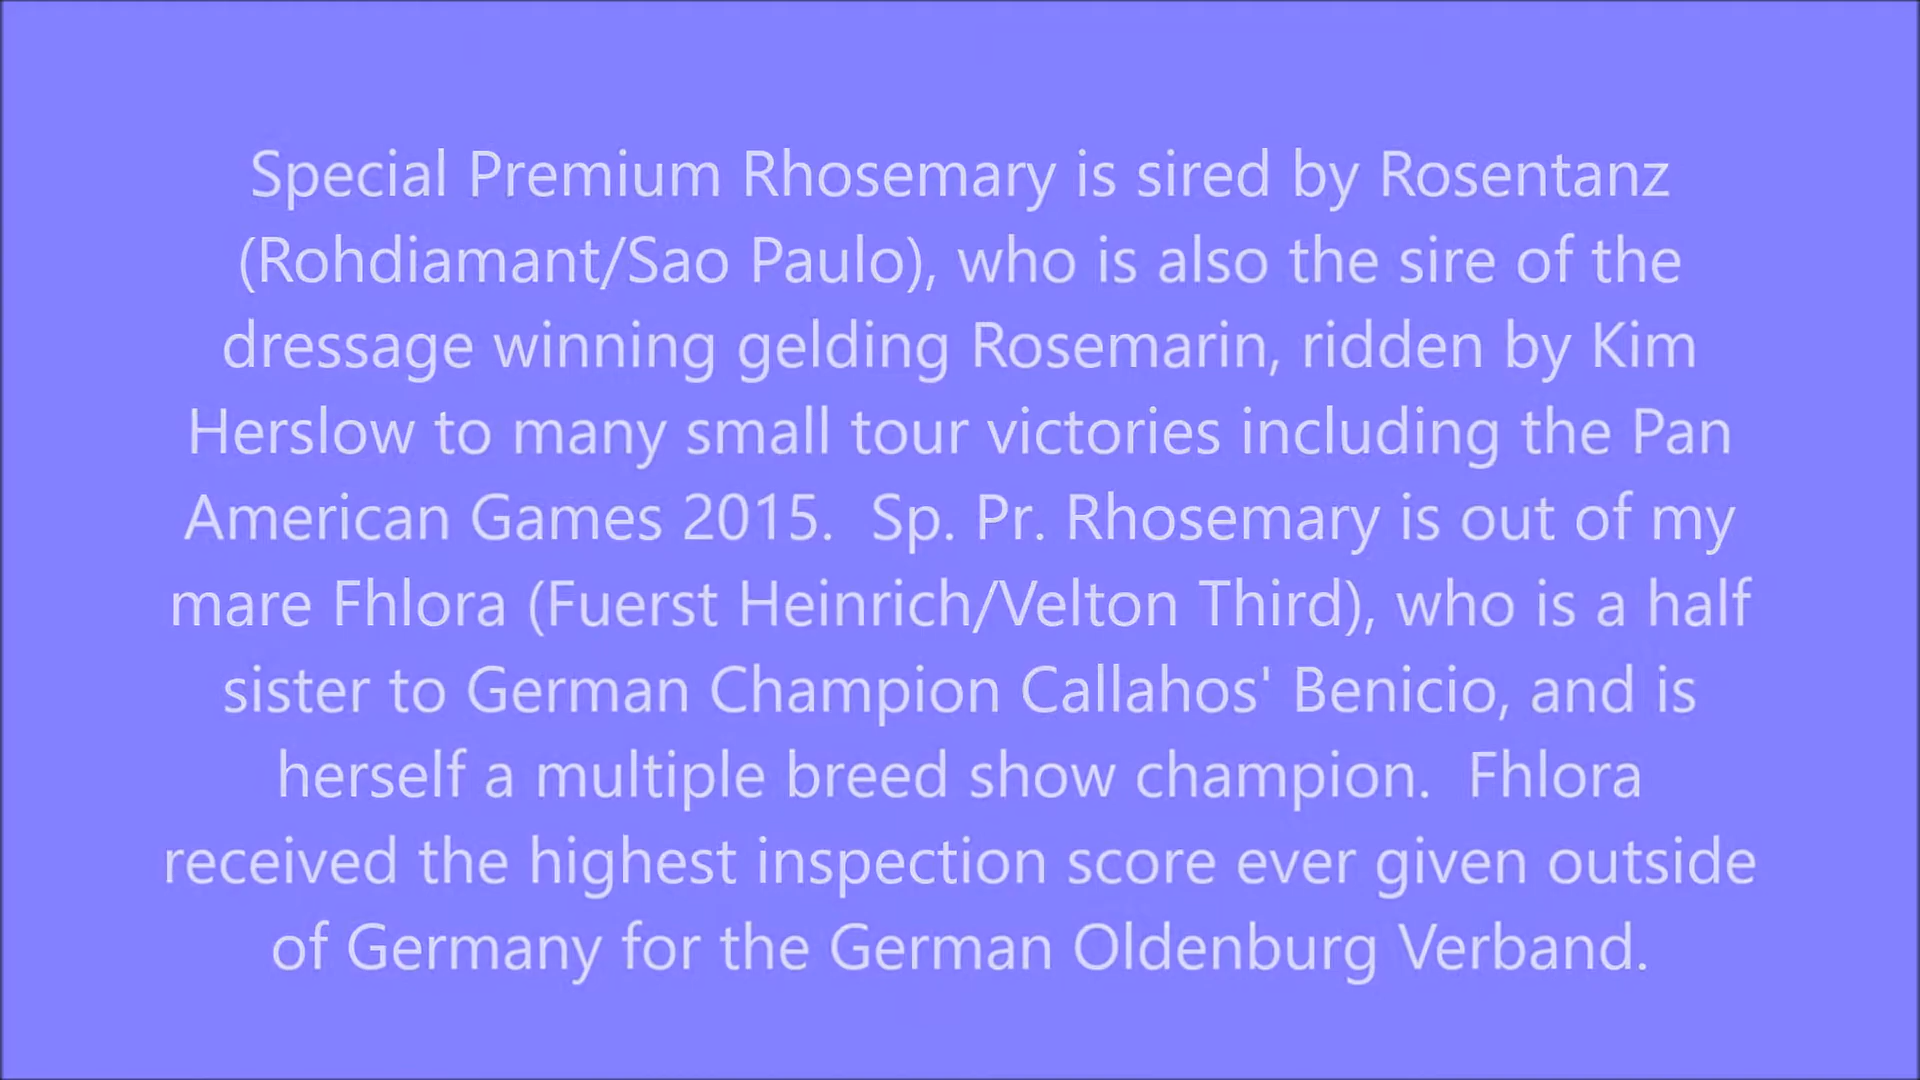 Special Premium Rhosemary is sired by Rosentanz
(Rohdiamant/Sao Paulo), who is also the sire of the
dressage winning gelding Rosemarin, ridden by Kim
Herslow to many small tour victories including the Pan
American Games 2015.  Sp. Pr. Rhosemary is out of my
mare Fhlora (Fuerst Heinrich/Velton Third), who is a half
sister to German Champion Callahos' Benicio, and is
herself a multiple breed show champion.  Fhlora
received the highest inspection score ever given outside
of Germany for the German Oldenburg Verband.